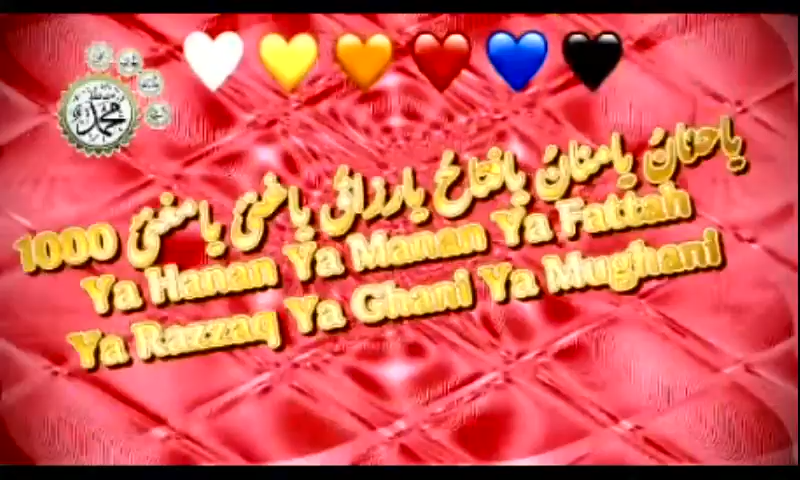 محمد
یاحنانُ یامنانُ یافتاحُ یارزاقُ یاغنیُ یامغنیُ 1000
Ya Hanan Ya Manan Ya Fattah
Ya Razzaq Ya Ghani Ya Mughani